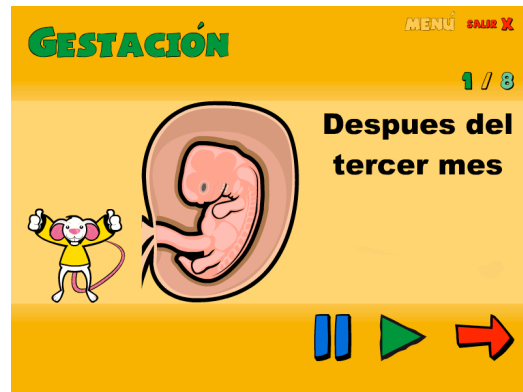 GESTACIÓN
MENÚ SALIR X
1 / 8
Despues del
tercer mes